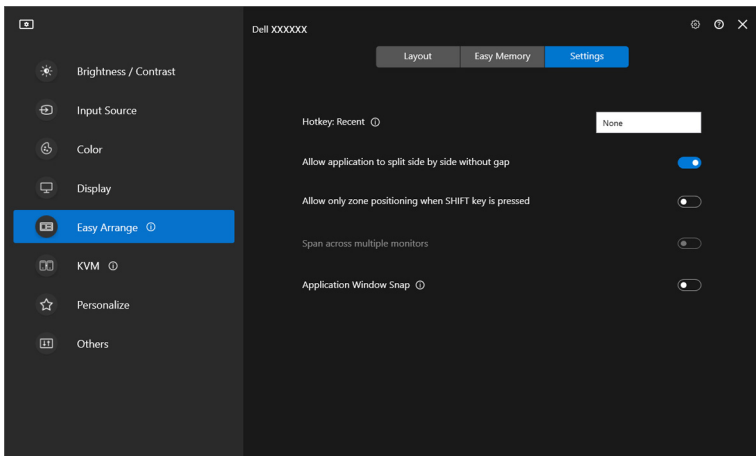 Dell XXXXXX
Layout
Easy Memory
Settings
Brightness / Contrast
Input Source
Color
Display
Easy Arrange
KVM
Personalize
Others
Hotkey: Recent
None
Allow application to split side by side without gap
Allow only zone positioning when SHIFT key is pressed
Span across multiple monitors
Application Window Snap